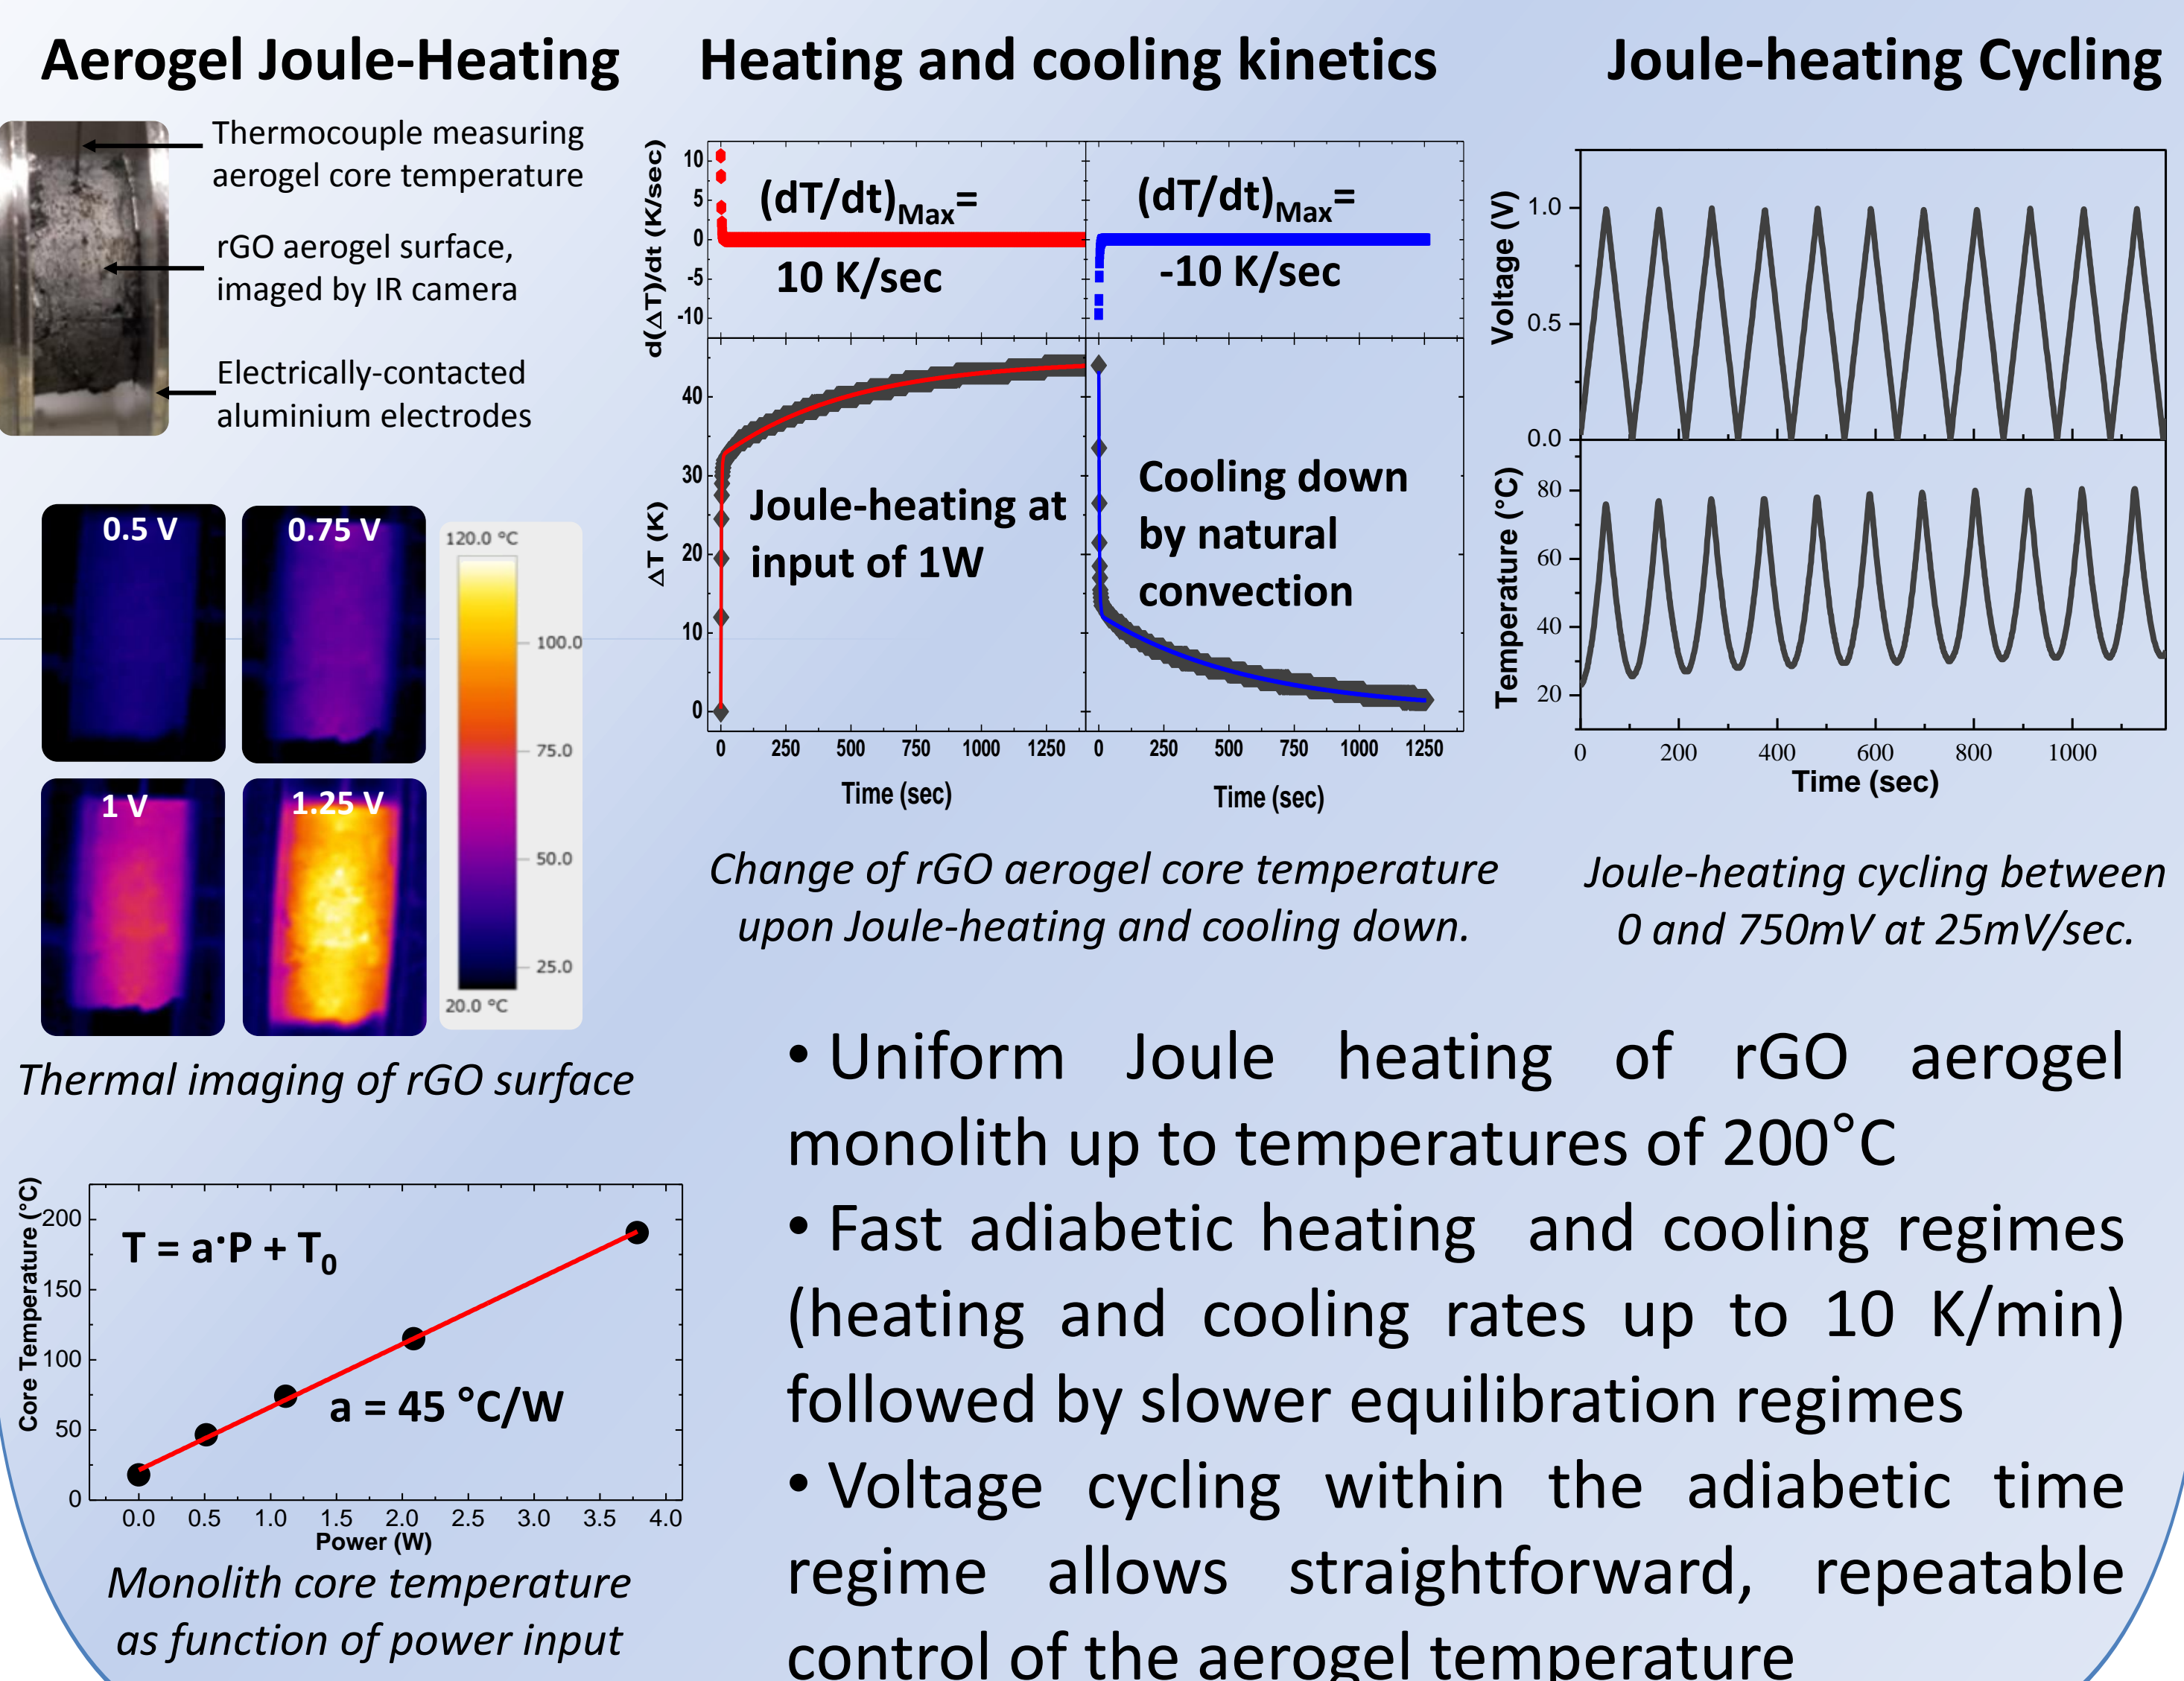 Aerogel Joule-Heating
Thermocouple measuring
aerogel core temperature
rGO aerogel surface,
imaged by IR camera
Electrically-contacted
aluminium electrodes
0.5 V
0.75 V
1 V
1.25 V
120.0 °C
100.0
75.0
50.0
25.0
20.0 °C
Thermal imaging of rGO surface
Core Temperature (°C)
200
150
100
50
0
T = a·P + T₀
a = 45 °C/W
0.0 0.5 1.0 1.5 2.0 2.5 3.0 3.5 4.0
Power (W)
Monolith core temperature
as function of power input
Heating and cooling kinetics
d(ΔT)/dt (K/sec)
10
5
0
-5
-10
(dT/dt)Max=
10 K/sec
(dT/dt)Max=
-10 K/sec
ΔT (K)
40
30
20
10
0
Joule-heating at
input of 1W
Cooling down
by natural
convection
0 250 500 750 1000 1250
0 250 500 750 1000 1250
Time (sec)
Time (sec)
Change of rGO aerogel core temperature
upon Joule-heating and cooling down.
Joule-heating Cycling
Voltage (V)
1.0
0.5
0.0
Temperature (°C)
80
60
40
20
0 200 400 600 800 1000
Time (sec)
Joule-heating cycling between
0 and 750mV at 25mV/sec.
• Uniform Joule heating of rGO aerogel
monolith up to temperatures of 200°C
• Fast adiabetic heating and cooling regimes
(heating and cooling rates up to 10 K/min)
followed by slower equilibration regimes
• Voltage cycling within the adiabetic time
regime allows straightforward, repeatable
control of the aerogel temperature